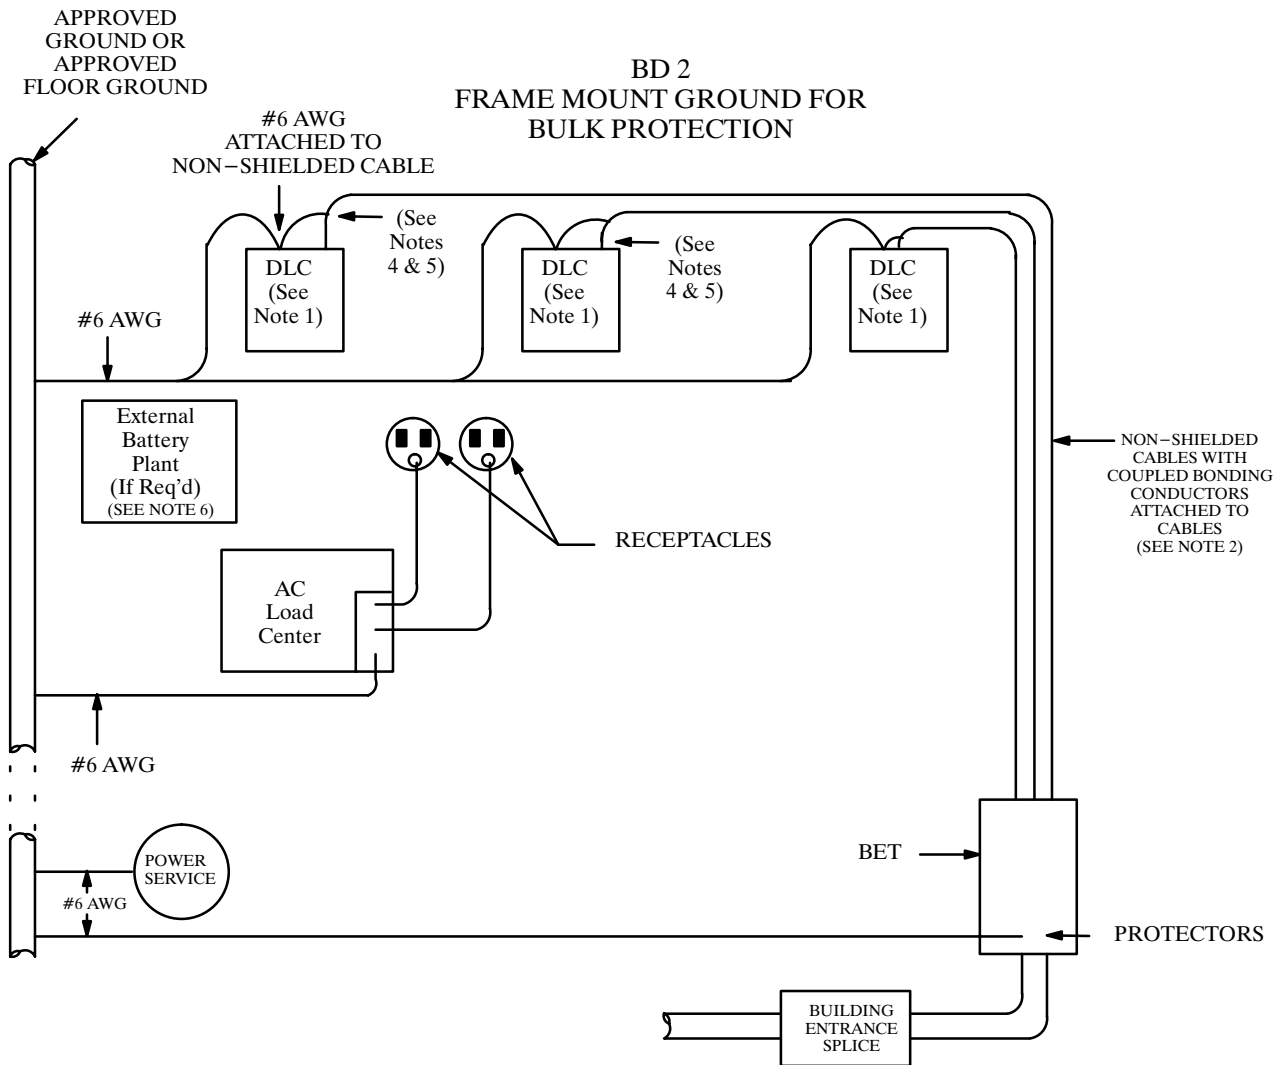 APPROVED
GROUND OR
APPROVED
FLOOR GROUND
BD 2
FRAME MOUNT GROUND FOR
BULK PROTECTION
#6 AWG
ATTACHED TO
NON−SHIELDED CABLE
(See
Notes
4 & 5)
(See
Notes
4 & 5)
DLC
(See
Note 1)
DLC
(See
Note 1)
DLC
(See
Note 1)
#6 AWG
External
Battery
Plant
(If Req'd)
(SEE NOTE 6)
NON−SHIELDED
CABLES WITH
COUPLED BONDING
CONDUCTORS
ATTACHED TO
CABLES
(SEE NOTE 2)
RECEPTACLES
AC
Load
Center
#6 AWG
POWER
SERVICE
#6 AWG
BET
PROTECTORS
BUILDING
ENTRANCE
SPLICE